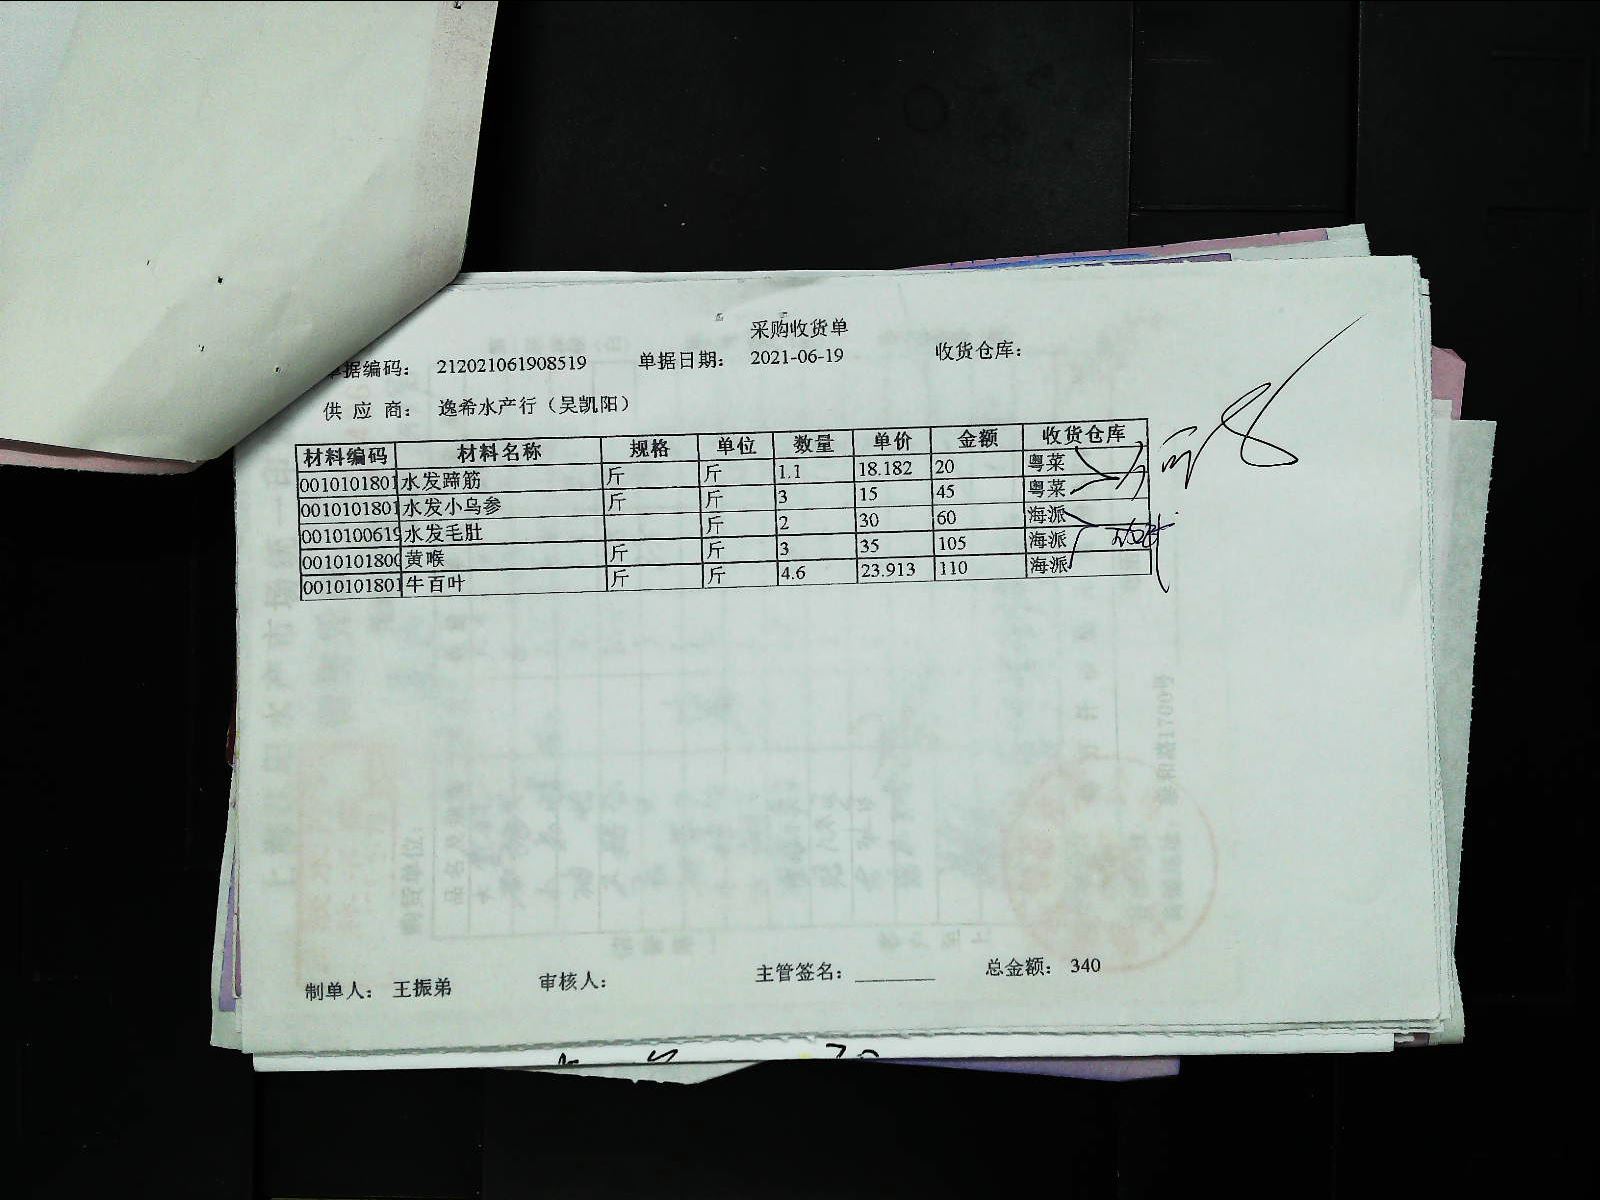 采购收货单
据编码： 212021061908519 单据日期： 2021-06-19 收货仓库：
供 应 商： 逸希水产行（吴凯阳）
材料编码 材料名称 规格 单位 数量 单价 金额 收货仓库
0010101801 水发蹄筋 斤 斤 1.1 18.182 20 粤菜
0010101801 水发小乌参 斤 斤 3 15 45 粤菜
0010100619 水发毛肚 斤 2 30 60 海派
0010101800 黄喉 斤 斤 3 35 105 海派
0010101801 牛百叶 斤 斤 4.6 23.913 110 海派
制单人： 王振弟 审核人： 主管签名： 总金额： 340